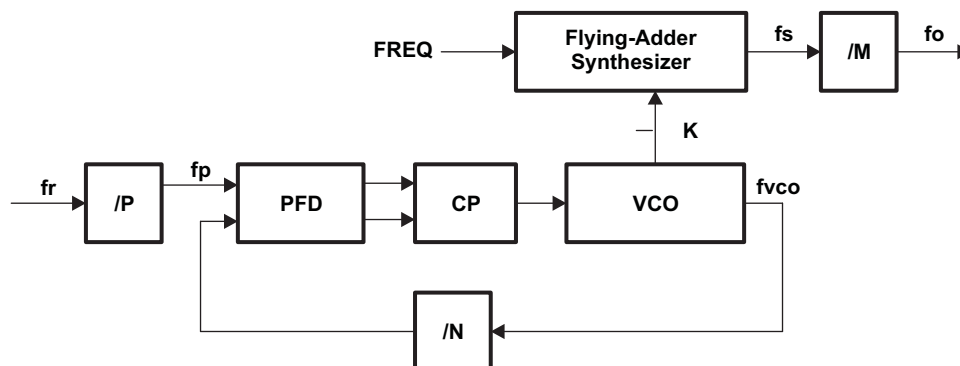 FREQ
Flying-Adder
Synthesizer
fs
/M
fo
K
fr
/P
fp
PFD
CP
VCO
fvco
/N